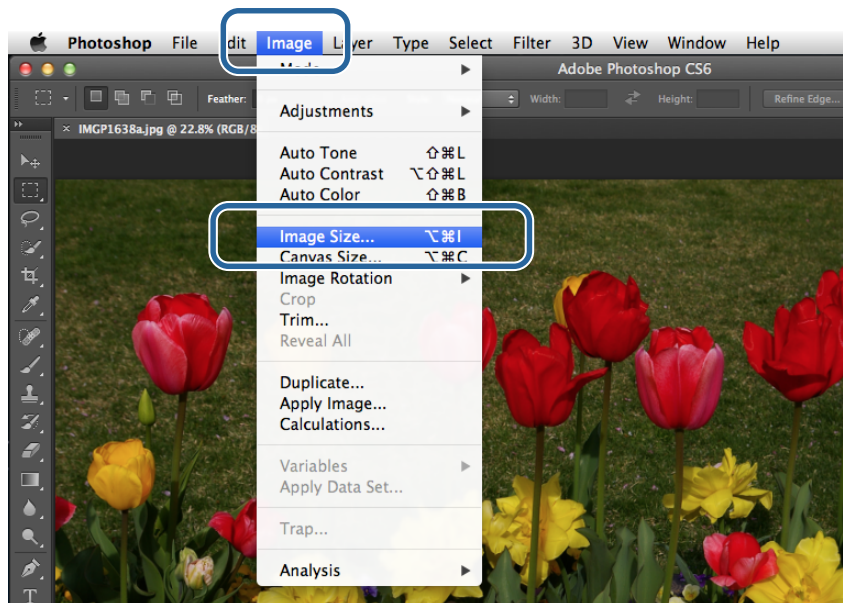 Photoshop File Edit Image Layer Type Select Filter 3D View Window Help
Adobe Photoshop CS6
Feather: Width: Height: Refine Edge...
× IMGP1638a.jpg @ 22.8% (RGB/8
Mode
Adjustments
Auto Tone ⇧⌘L
Auto Contrast ⌥⇧⌘L
Auto Color ⇧⌘B
Image Size... ⌥⌘I
Canvas Size... ⌥⌘C
Image Rotation
Crop
Trim...
Reveal All
Duplicate...
Apply Image...
Calculations...
Variables
Apply Data Set...
Trap...
Analysis
T